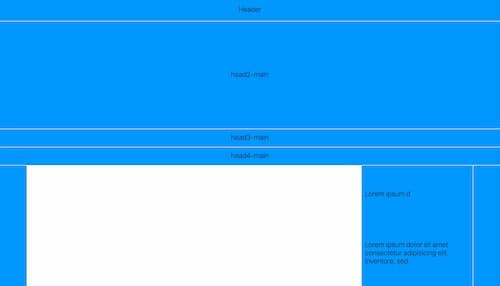 Header
head2-main
head3-main
head4-main
Lorem ipsum d
Lorem ipsum dolor sit amet
consectetur adipisicing elit.
Inventore, sed